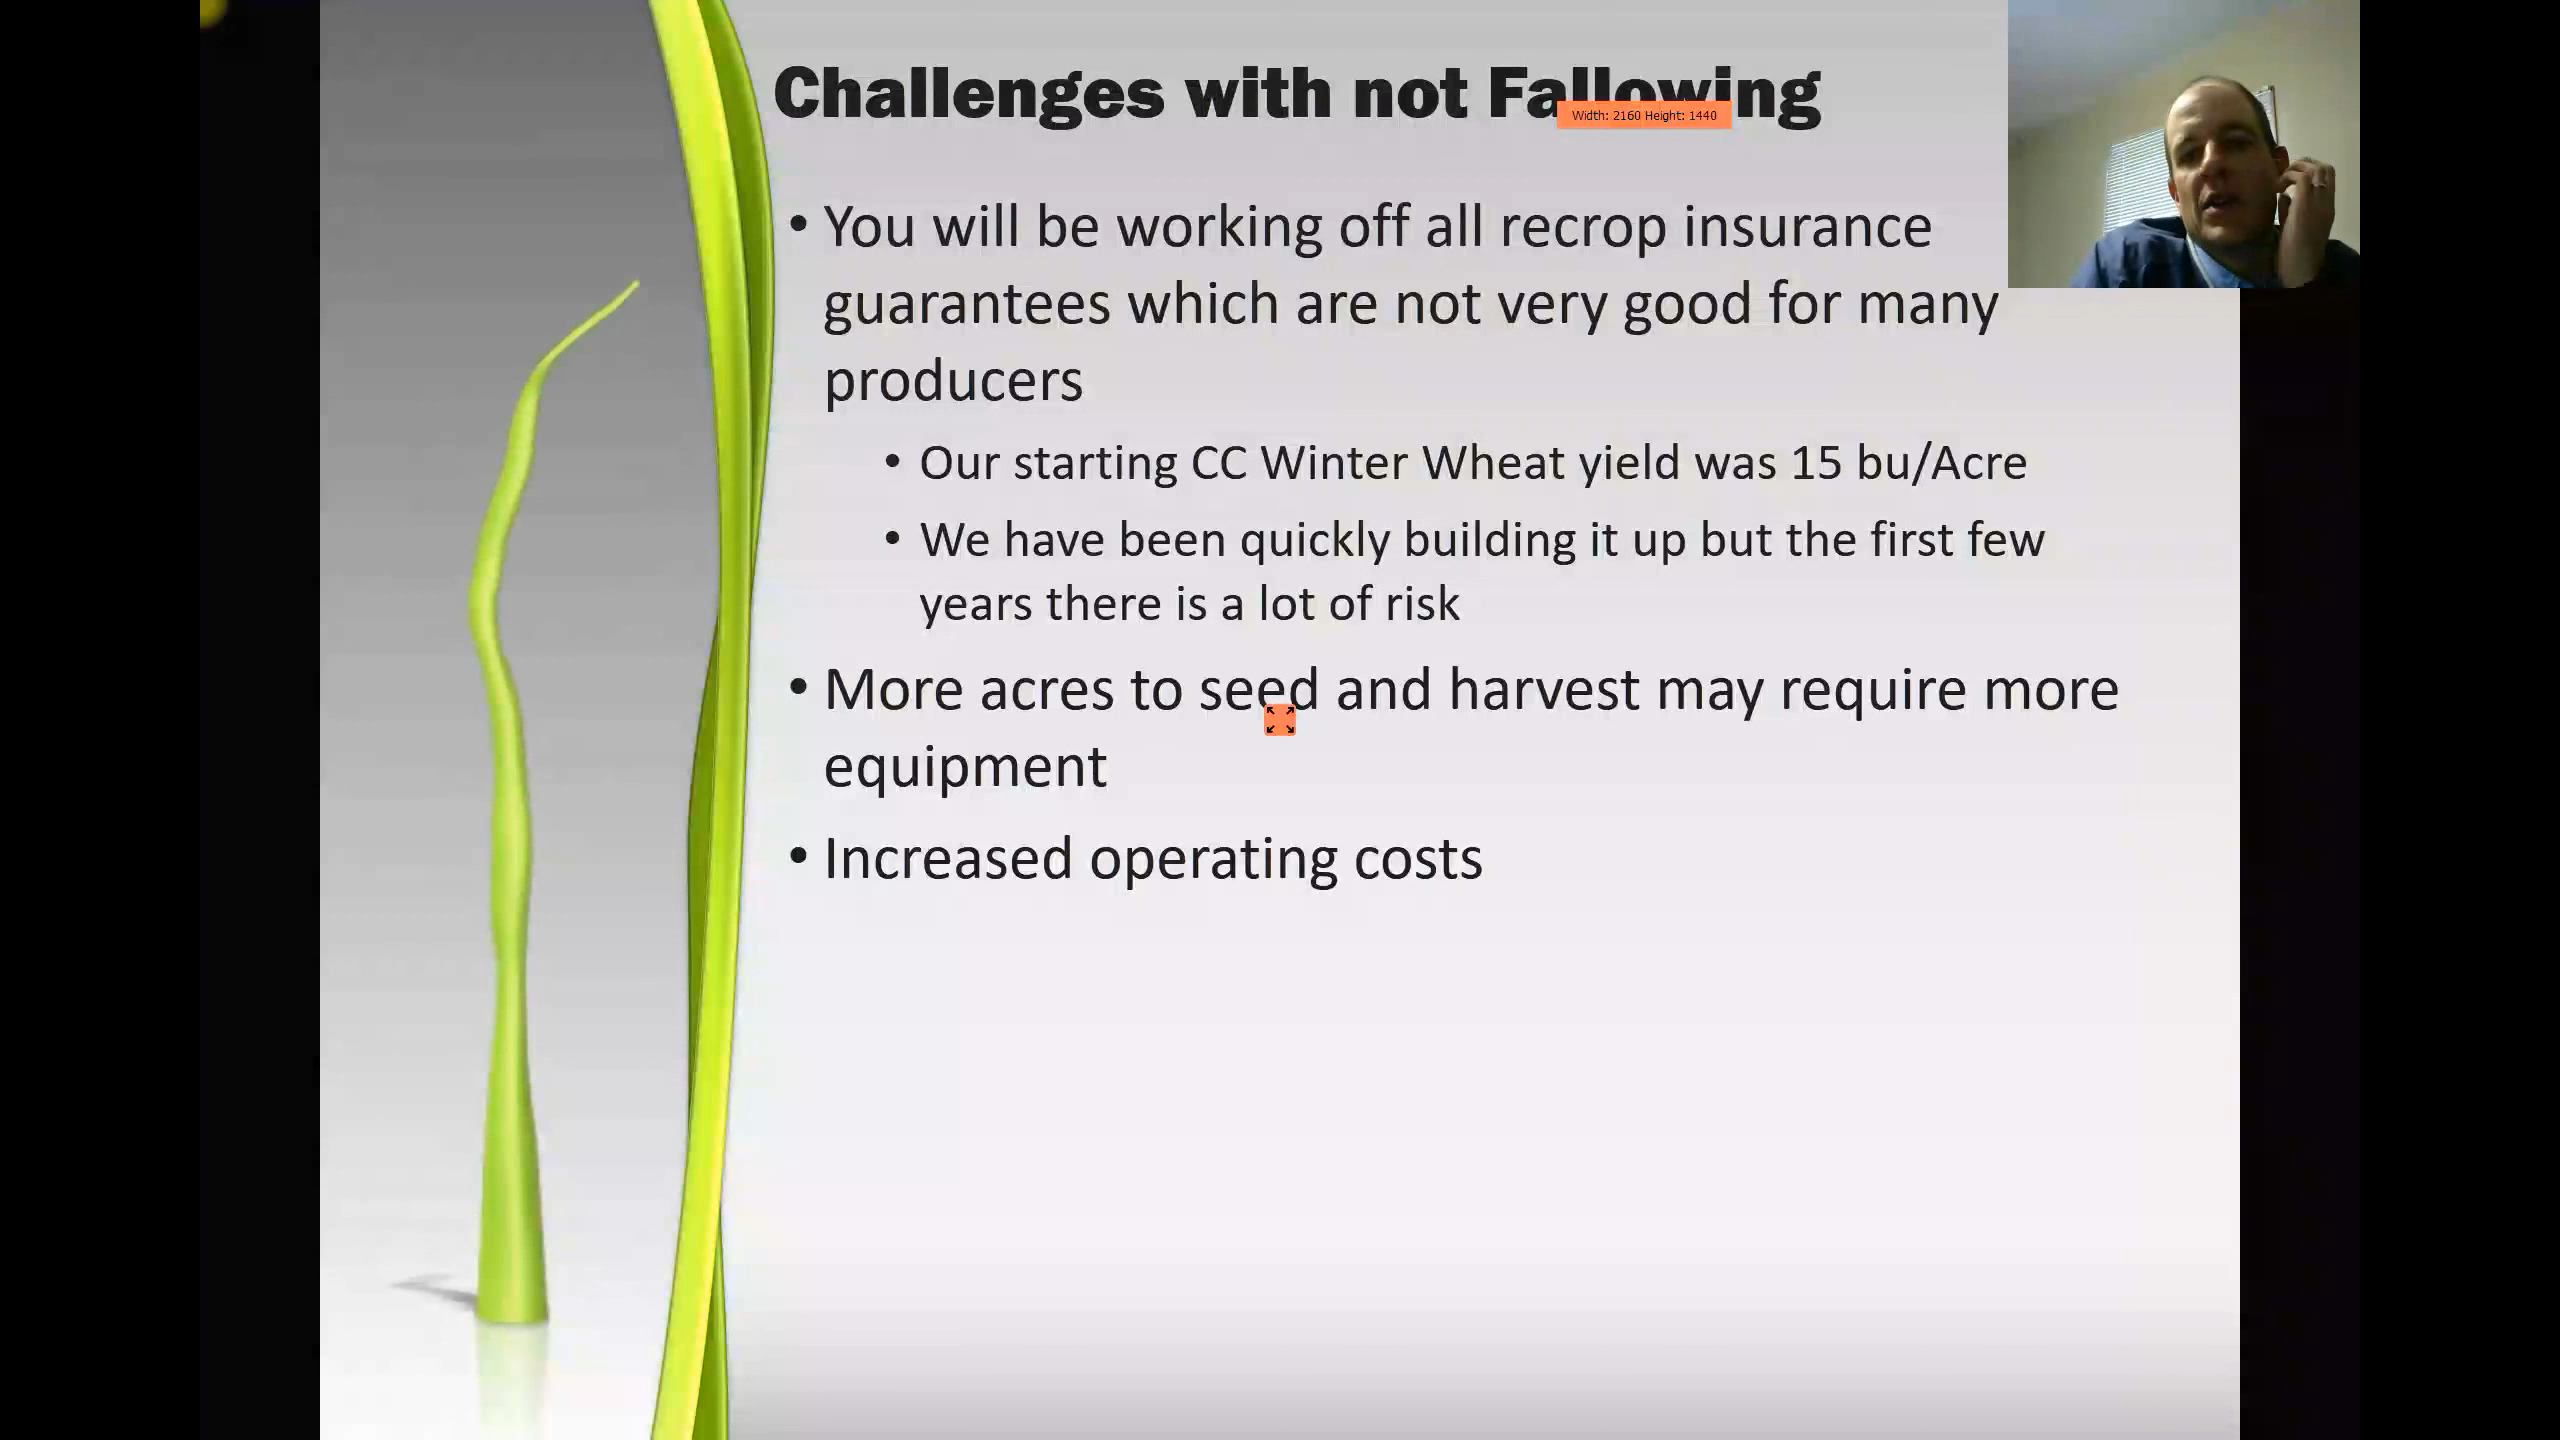 Challenges with not Fallowing
Width: 2160 Height: 1440
• You will be working off all recrop insurance
guarantees which are not very good for many
producers
• Our starting CC Winter Wheat yield was 15 bu/Acre
• We have been quickly building it up but the first few
years there is a lot of risk
• More acres to seed and harvest may require more
equipment
• Increased operating costs